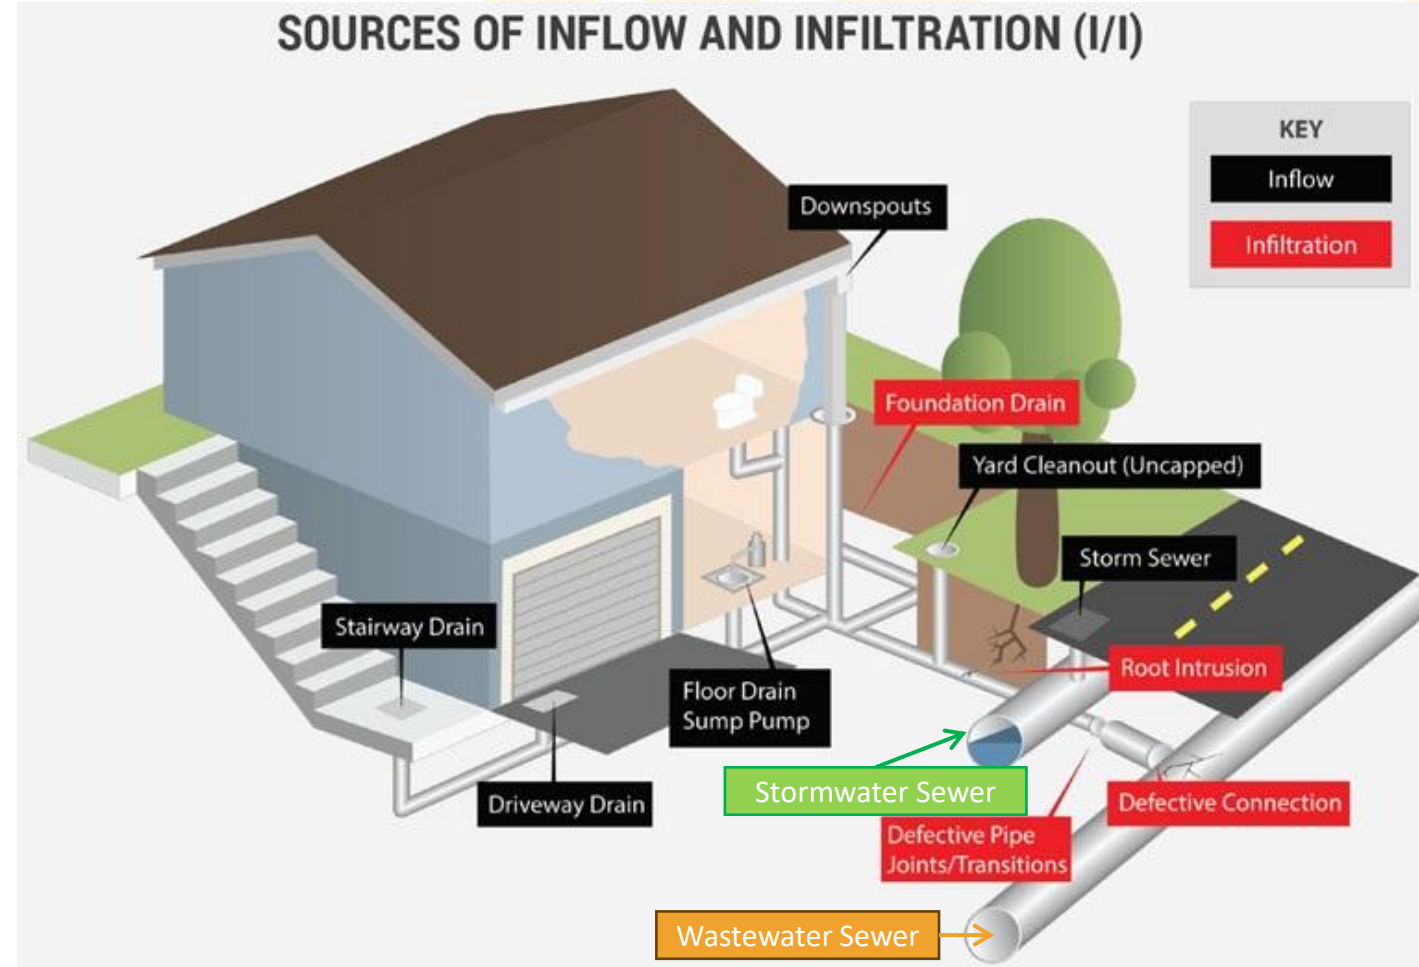 SOURCES OF INFLOW AND INFILTRATION (I/I)
KEY
Inflow
Infiltration
Downspouts
Foundation Drain
Yard Cleanout (Uncapped)
Storm Sewer
Stairway Drain
Root Intrusion
Floor Drain
Sump Pump
Stormwater Sewer
Driveway Drain
Defective Connection
Defective Pipe
Joints/Transitions
Wastewater Sewer